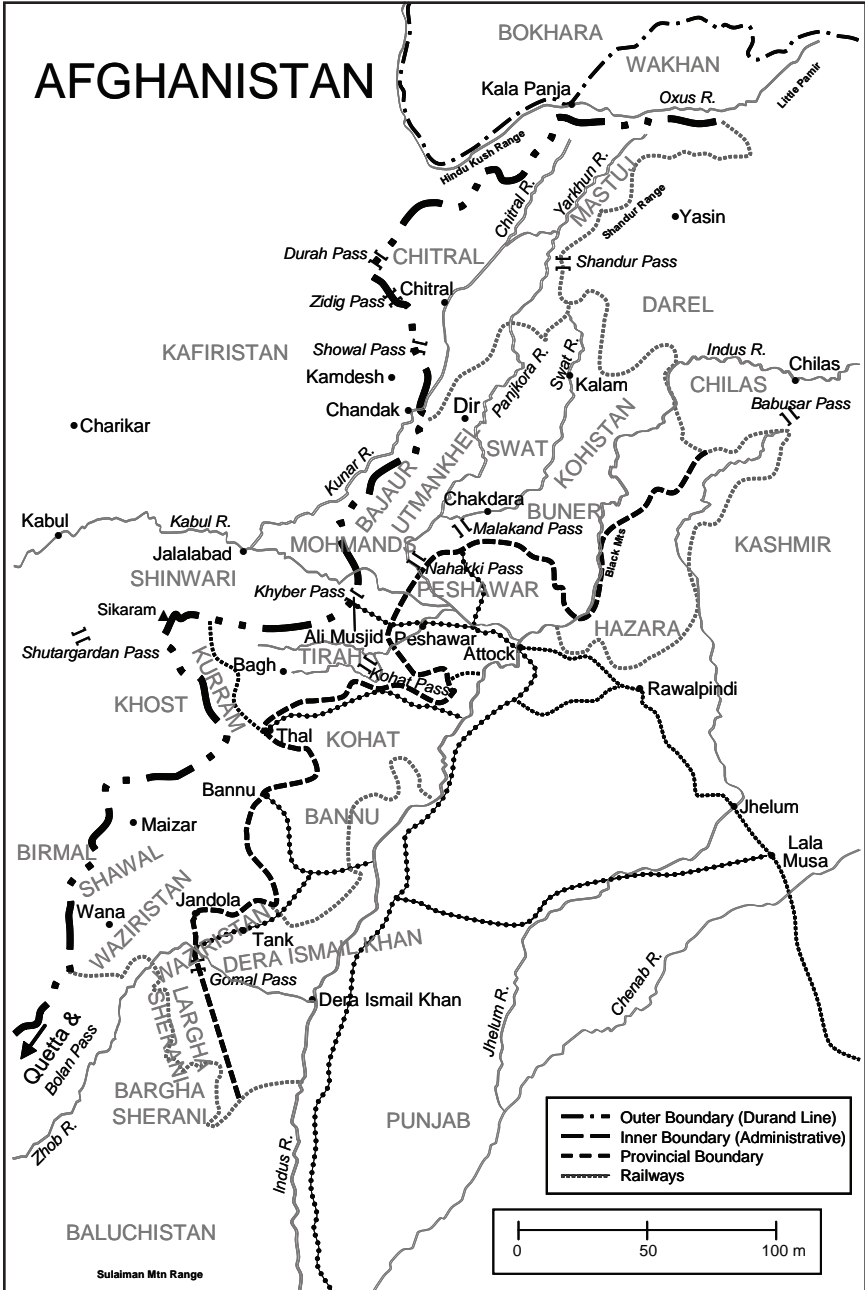 AFGHANISTAN
BOKHARA
WAKHAN
Kala Panja
Oxus R.
Little Pamir
Hindu Kush Range
Chitral R.
Yarkhun R.
MASTUJ
Shandur Range
Yasin
Durah Pass
CHITRAL
Shandur Pass
Zidig Pass
Chitral
DAREL
KAFIRISTAN
Showal Pass
Panjkora R.
Swat R.
Indus R.
Chilas
Kamdesh
Kalam
CHILAS
Babusar Pass
Chandak
Dir
Charikar
Kunar R.
BAJAUR
UTMANKHEL
SWAT
KOHISTAN
Chakdara
BUNER
Kabul
Kabul R.
Malakand Pass
Jalalabad
MOHMANDS
Black Mts
KASHMIR
SHINWARI
Nahakki Pass
Khyber Pass
PESHAWAR
Sikaram
Ali Musjid
Peshawar
HAZARA
Shutargardan Pass
TIRAH
Attock
Bagh
Kohat Pass
KURRAM
Rawalpindi
KHOST
Thal
KOHAT
Bannu
BANNU
Jhelum
Maizar
Lala
Musa
BIRMAL
SHAWAL
Jandola
Wana
WAZIRISTAN
WAZIRISTAN
Tank
DERA ISMAIL KHAN
Gomal Pass
Dera Ismail Khan
LARGHA
SHERANI
Jhelum R.
Chenab R.
Quetta &
Bolan Pass
BARGHA
SHERANI
PUNJAB
Zhob R.
Indus R.
BALUCHISTAN
Sulaiman Mtn Range
Outer Boundary (Durand Line)
Inner Boundary (Administrative)
Provincial Boundary
Railways
0 50 100 m